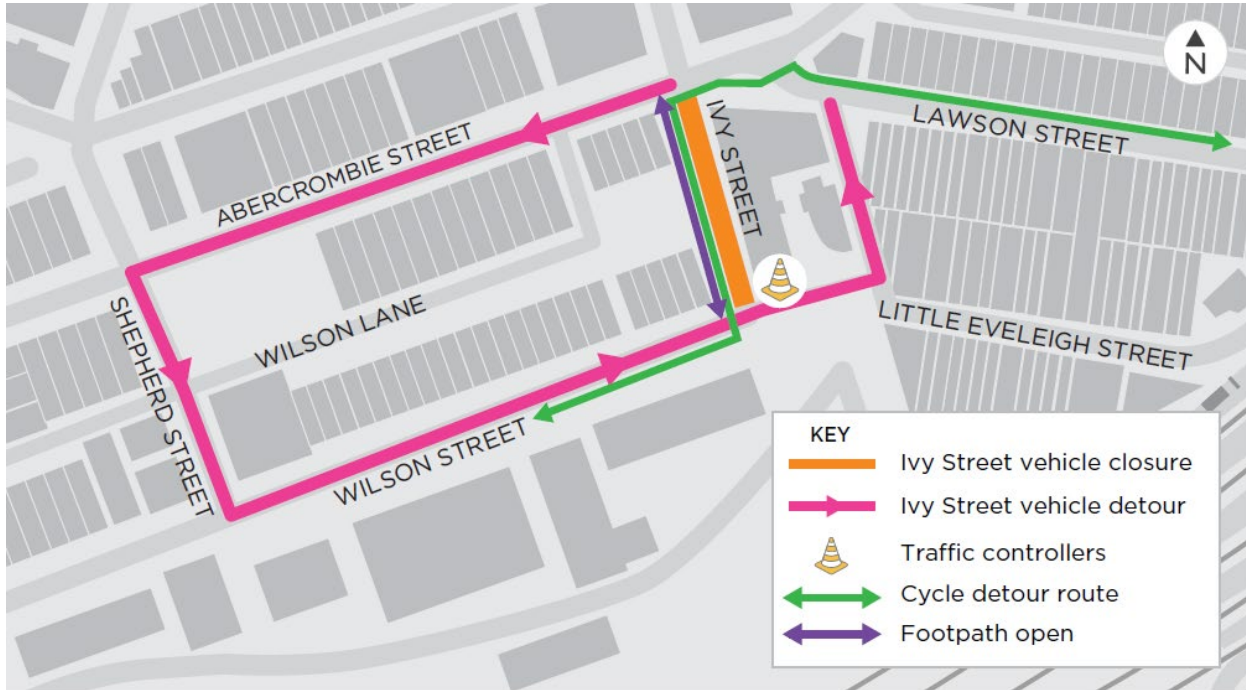 N
IVY STREET
LAWSON STREET
ABERCROMBIE STREET
WILSON LANE
SHEPHERD STREET
LITTLE EVELEIGH STREET
WILSON STREET
KEY
Ivy Street vehicle closure
Ivy Street vehicle detour
Traffic controllers
Cycle detour route
Footpath open